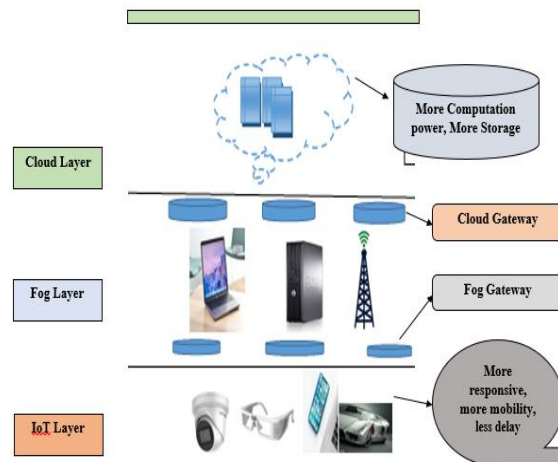 More Computation
power, More Storage
Cloud Layer
Cloud Gateway
Fog Layer
Fog Gateway
More
responsive,
more mobility,
less delay
IoT Layer